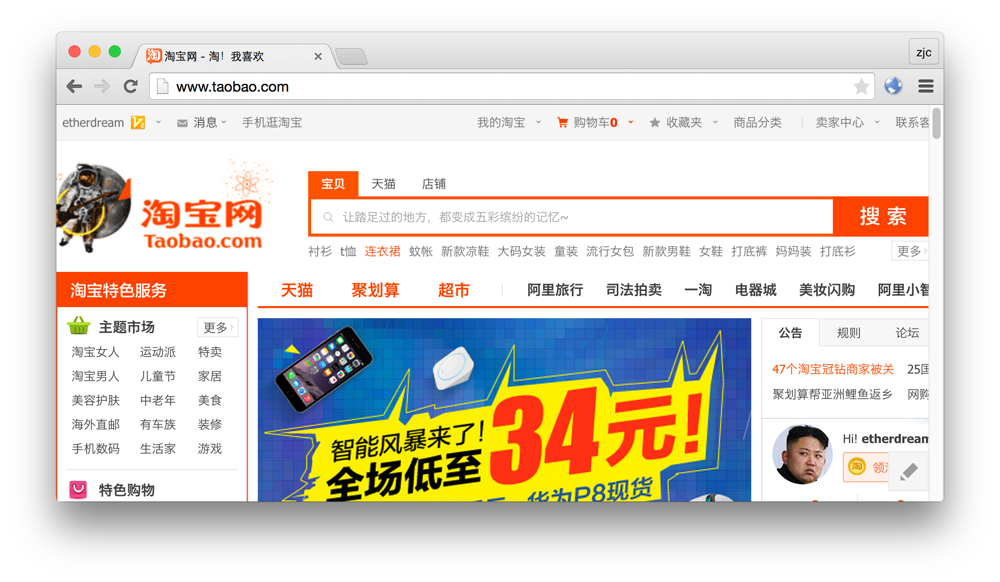 淘宝网 - 淘！我喜欢
zjc
www.taobao.com
etherdream V2 消息 手机逛淘宝 我的淘宝 购物车0 收藏夹 商品分类 卖家中心 联系客
宝贝 天猫 店铺
淘宝网
Taobao.com
让踏足过的地方，都变成五彩缤纷的记忆~
搜 索
衬衫 t恤 连衣裙 蚊帐 新款凉鞋 大码女装 童装 流行女包 新款男鞋 女鞋 打底裤 妈妈装 打底衫 更多
淘宝特色服务
天猫 聚划算 超市 阿里旅行 司法拍卖 一淘 电器城 美妆闪购 阿里小智
主题市场 更多
淘宝女人 运动派 特卖
淘宝男人 儿童节 家居
美容护肤 中老年 美食
海外直邮 有车族 装修
手机数码 生活家 游戏
特色购物
智能风暴来了！
全场低至34元！
华为P8现货
公告 规则 论坛
47个淘宝冠钻商家被关 25国
聚划算帮亚洲鲤鱼返乡 网购
Hi! etherdream
淘 领